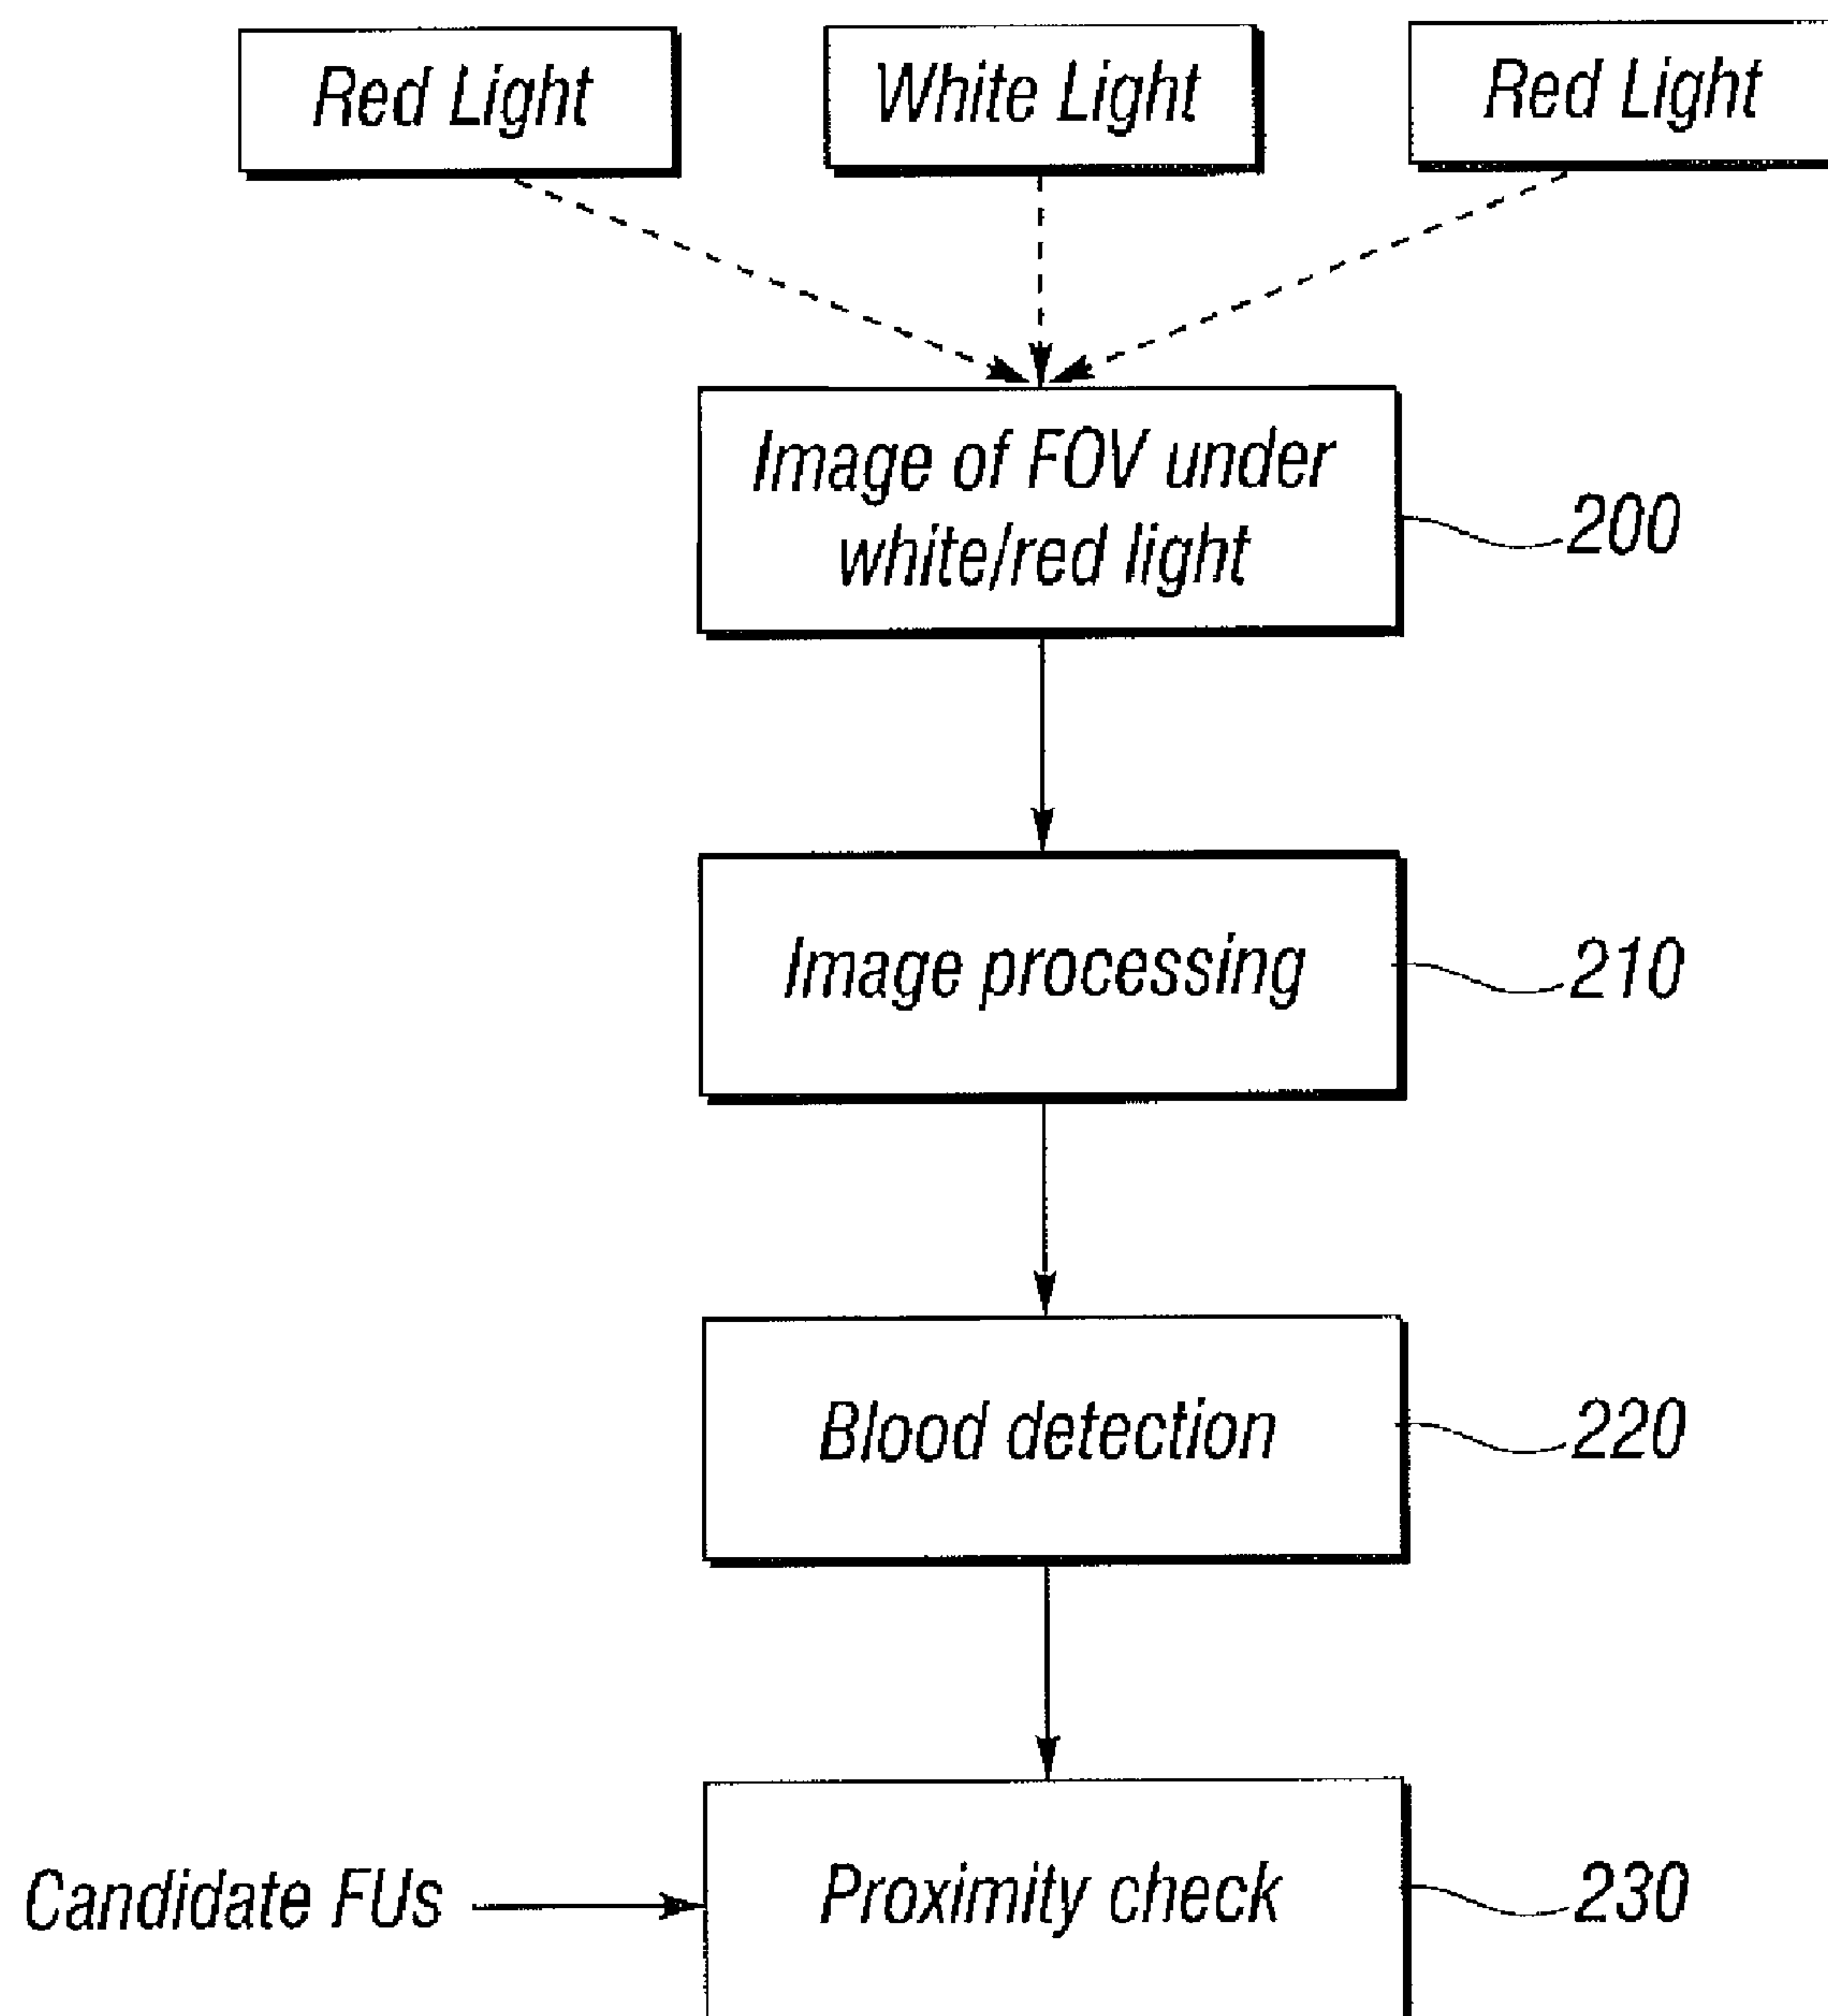 Red Light
White Light
Red Light
Image of FOV under
white/red light
200
Image processing
210
Blood detection
220
Candidate FUs
Proximity check
230